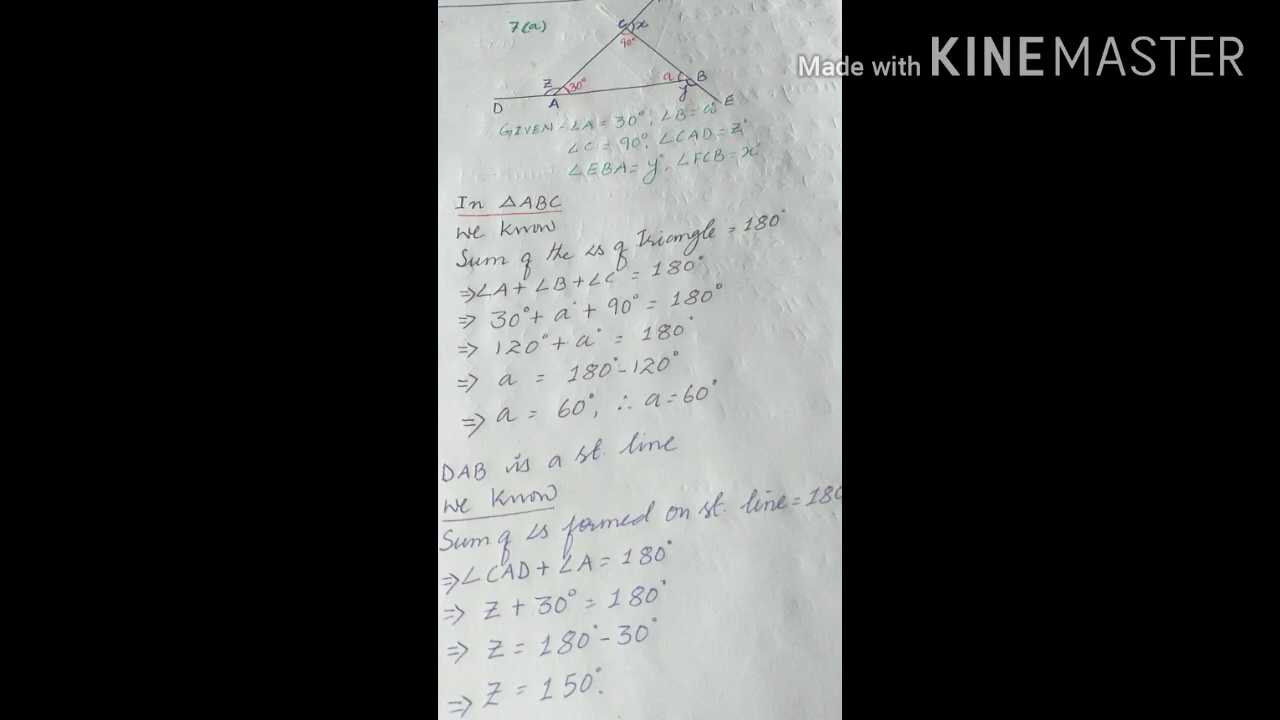 Made with KINEMASTER
7(a)
C x
90°
Z 30° a B
D A y E
GIVEN - ∠A = 30°, ∠B = a°
∠C = 90°, ∠CAD = Z°
∠EBA = y°, ∠FCB = x°
In △ABC
We know
Sum of the ∠s of Triangle = 180°
⇒ ∠A + ∠B + ∠C = 180°
⇒ 30° + a° + 90° = 180°
⇒ 120° + a° = 180°
⇒ a = 180° - 120°
⇒ a = 60°, ∴ a = 60°
DAB is a st. line
We know
Sum of ∠s formed on st. line = 180
⇒ ∠CAD + ∠A = 180°
⇒ Z + 30° = 180°
⇒ Z = 180° - 30°
⇒ Z = 150°.